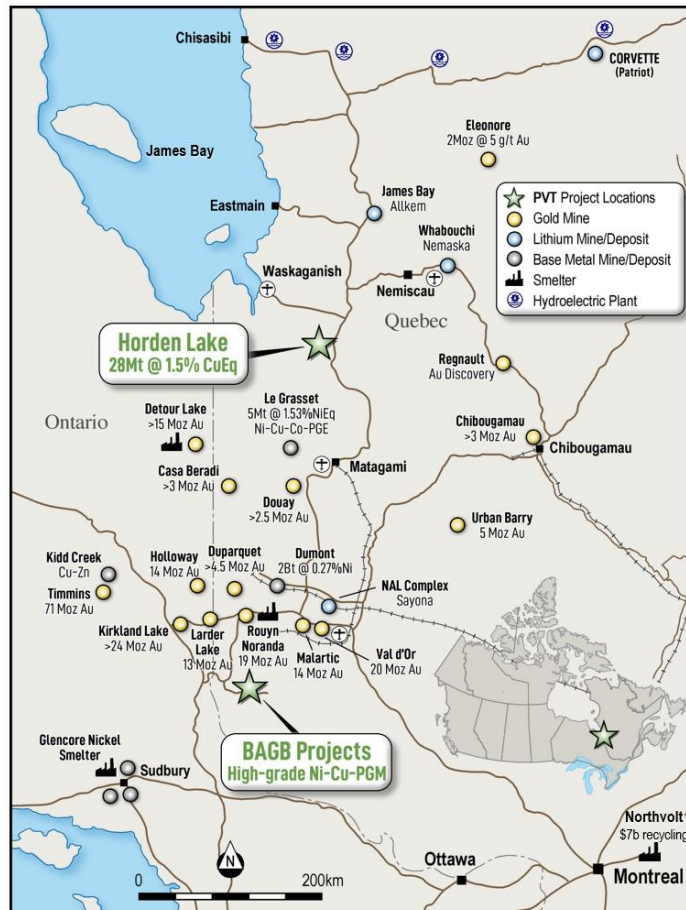 Chisasibi
CORVETTE
(Patriot)
Eleonore
2Moz @ 5 g/t Au
James Bay
James Bay
Allkem
PVT Project Locations
Gold Mine
Lithium Mine/Deposit
Base Metal Mine/Deposit
Smelter
Hydroelectric Plant
Eastmain
Whabouchi
Nemaska
Waskaganish
Nemiscau
Quebec
Horden Lake
28Mt @ 1.5% CuEq
Regnault
Au Discovery
Ontario
Detour Lake
>15 Moz Au
Le Grasset
5Mt @ 1.53%NiEq
Ni-Cu-Co-PGE
Chibougamau
>3 Moz Au
Chibougamau
Matagami
Casa Beradi
>3 Moz Au
Douay
>2.5 Moz Au
Urban Barry
5 Moz Au
Kidd Creek
Cu-Zn
Timmins
71 Moz Au
Holloway
14 Moz Au
Duparquet
>4.5 Moz Au
Dumont
2Bt @ 0.27%Ni
NAL Complex
Sayona
Kirkland Lake
>24 Moz Au
Larder
Lake
13 Moz Au
Rouyn
Noranda
19 Moz Au
Malartic
14 Moz Au
Val d'Or
20 Moz Au
BAGB Projects
High-grade Ni-Cu-PGM
Glencore Nickel
Smelter
Sudbury
Northvolt
$7b recycling
Montreal
Ottawa
N
0
200km